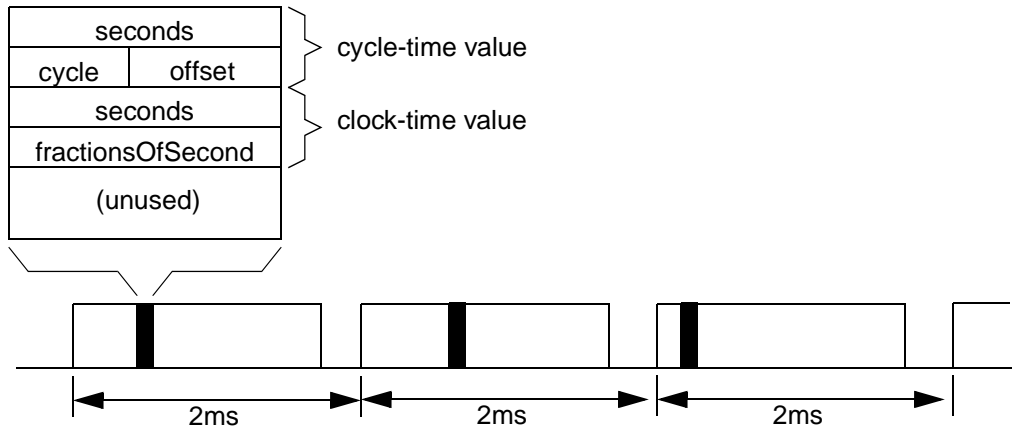 seconds
cycle-time value
cycle offset
seconds
clock-time value
fractionsOfSecond
(unused)
2ms 2ms 2ms